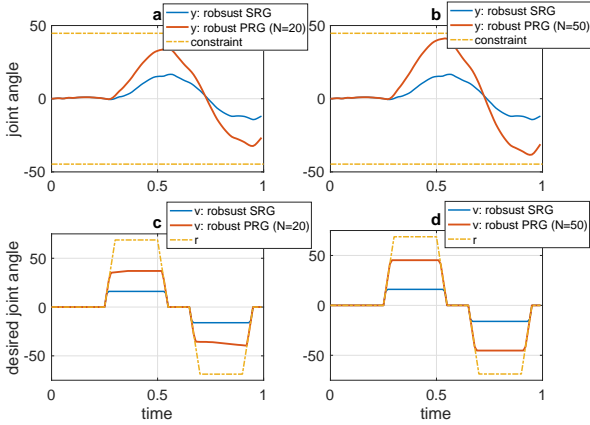 a
y: robsust SRG
y: robust PRG (N=20)
constraint
50
0
-50
joint angle
0
0.5
1
time
b
y: robsust SRG
y: robust PRG (N=50)
constraint
50
0
-50
0
0.5
1
time
c
v: robsust SRG
v: robust PRG (N=20)
r
50
0
-50
desired joint angle
0
0.5
1
time
d
v: robsust SRG
v: robust PRG (N=50)
r
50
0
-50
0
0.5
1
time